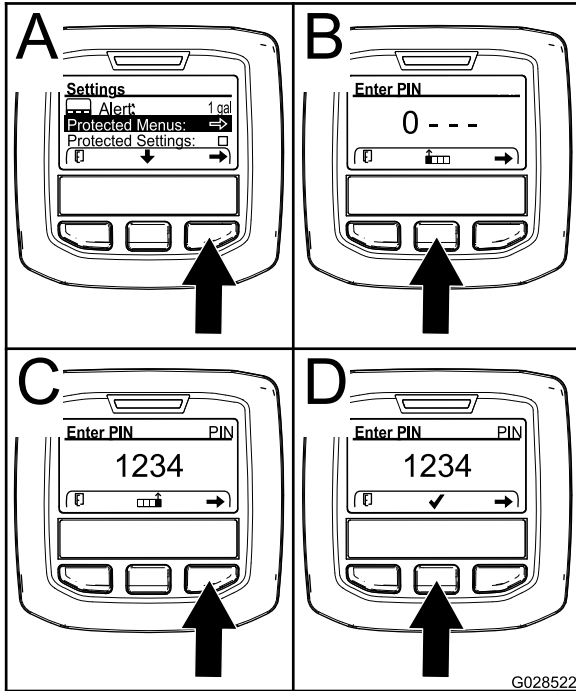 A
Settings
Alert: 1 gal
Protected Menus:
Protected Settings:
B
Enter PIN
0 - - -
C
Enter PIN PIN
1234
D
Enter PIN PIN
1234
G028522